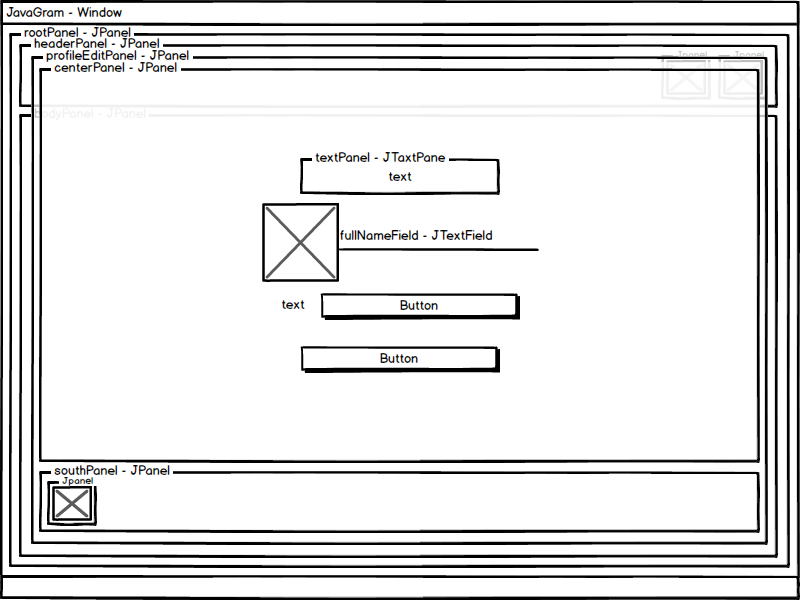 JavaGram - Window
rootPanel - JPanel
headerPanel - JPanel
profileEditPanel - JPanel
Jpanel
Jpanel
centerPanel - JPanel
bodyPanel - JPanel
textPanel - JTaxtPane
text
fullNameField - JTextField
text
Button
Button
southPanel - JPanel
Jpanel